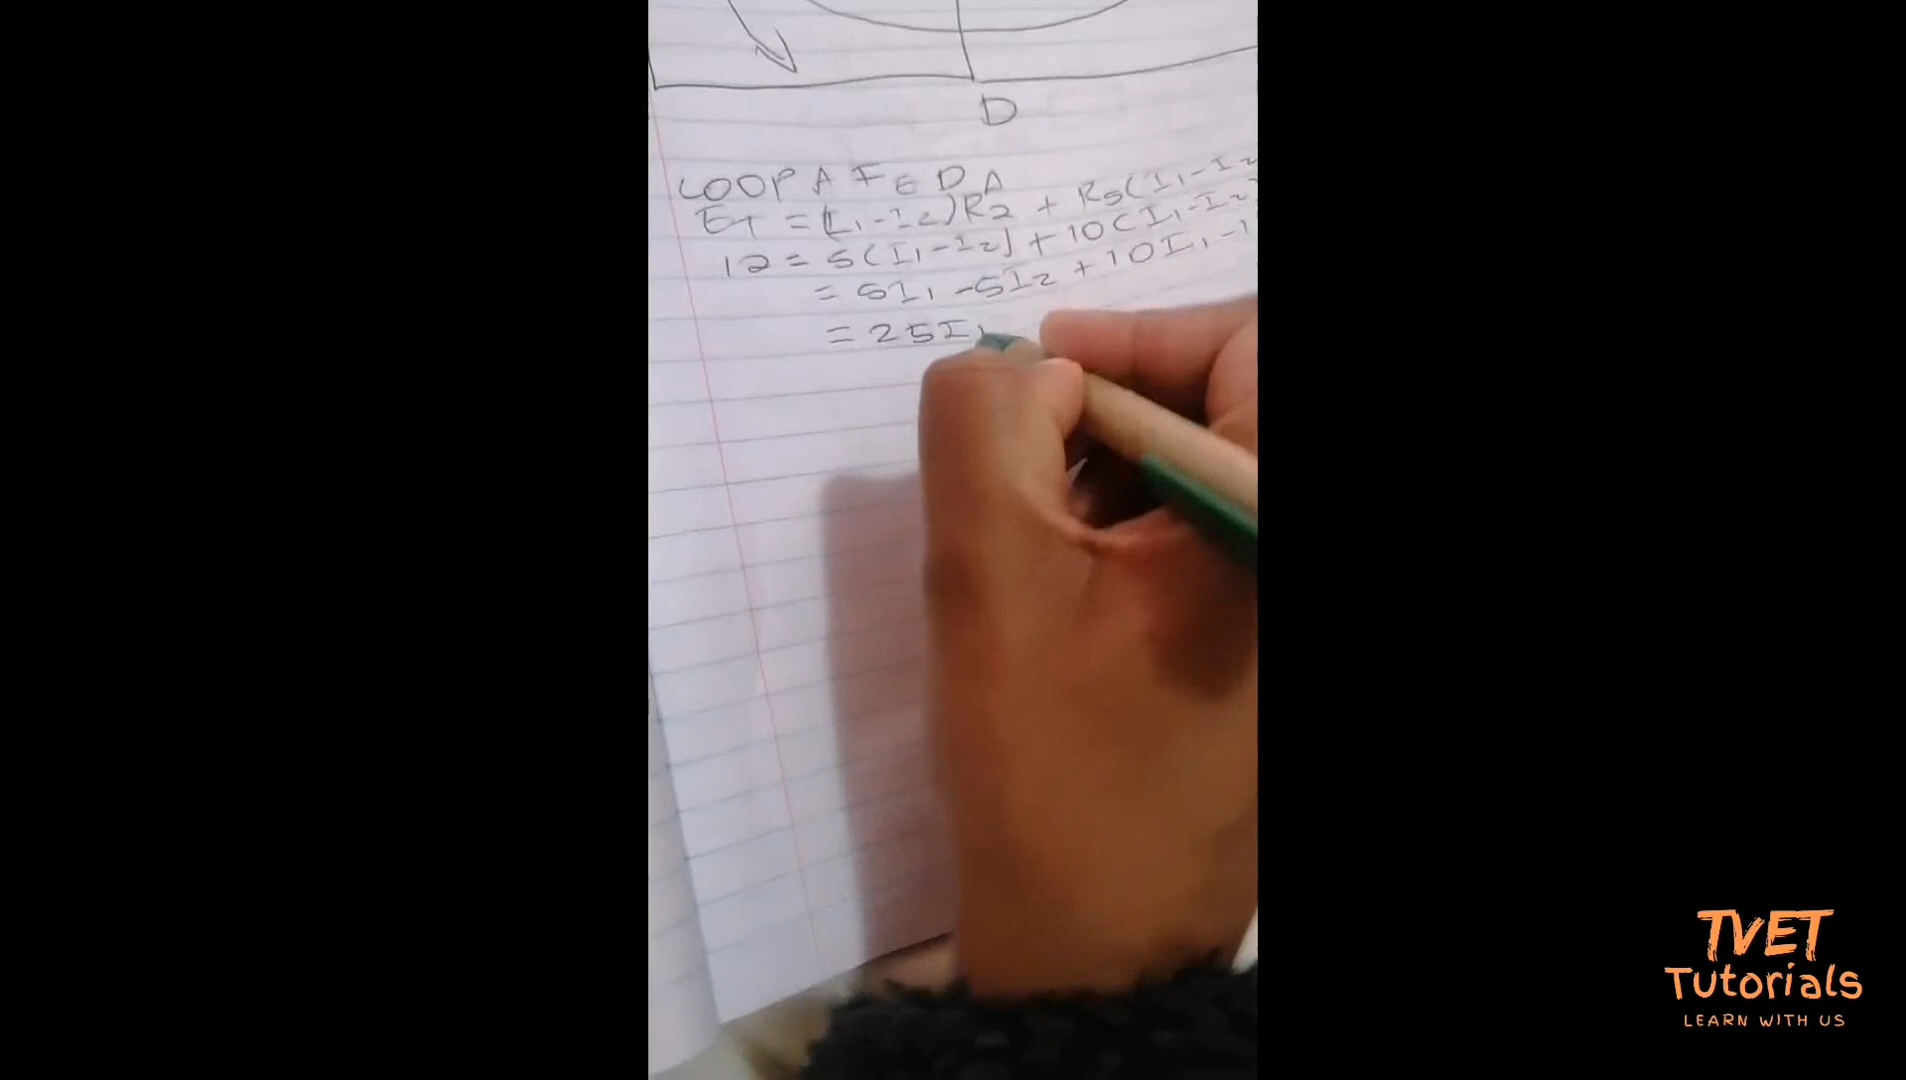 D
LOOP A F E D A
ET = (I1-I2)R2 + R5(I1-I2
12 = 5(I1-I2) + 10(I1-I2)
= 5I1 -5I2 + 10I1 -1
= 25I1
TVET
Tutorials
LEARN WITH US